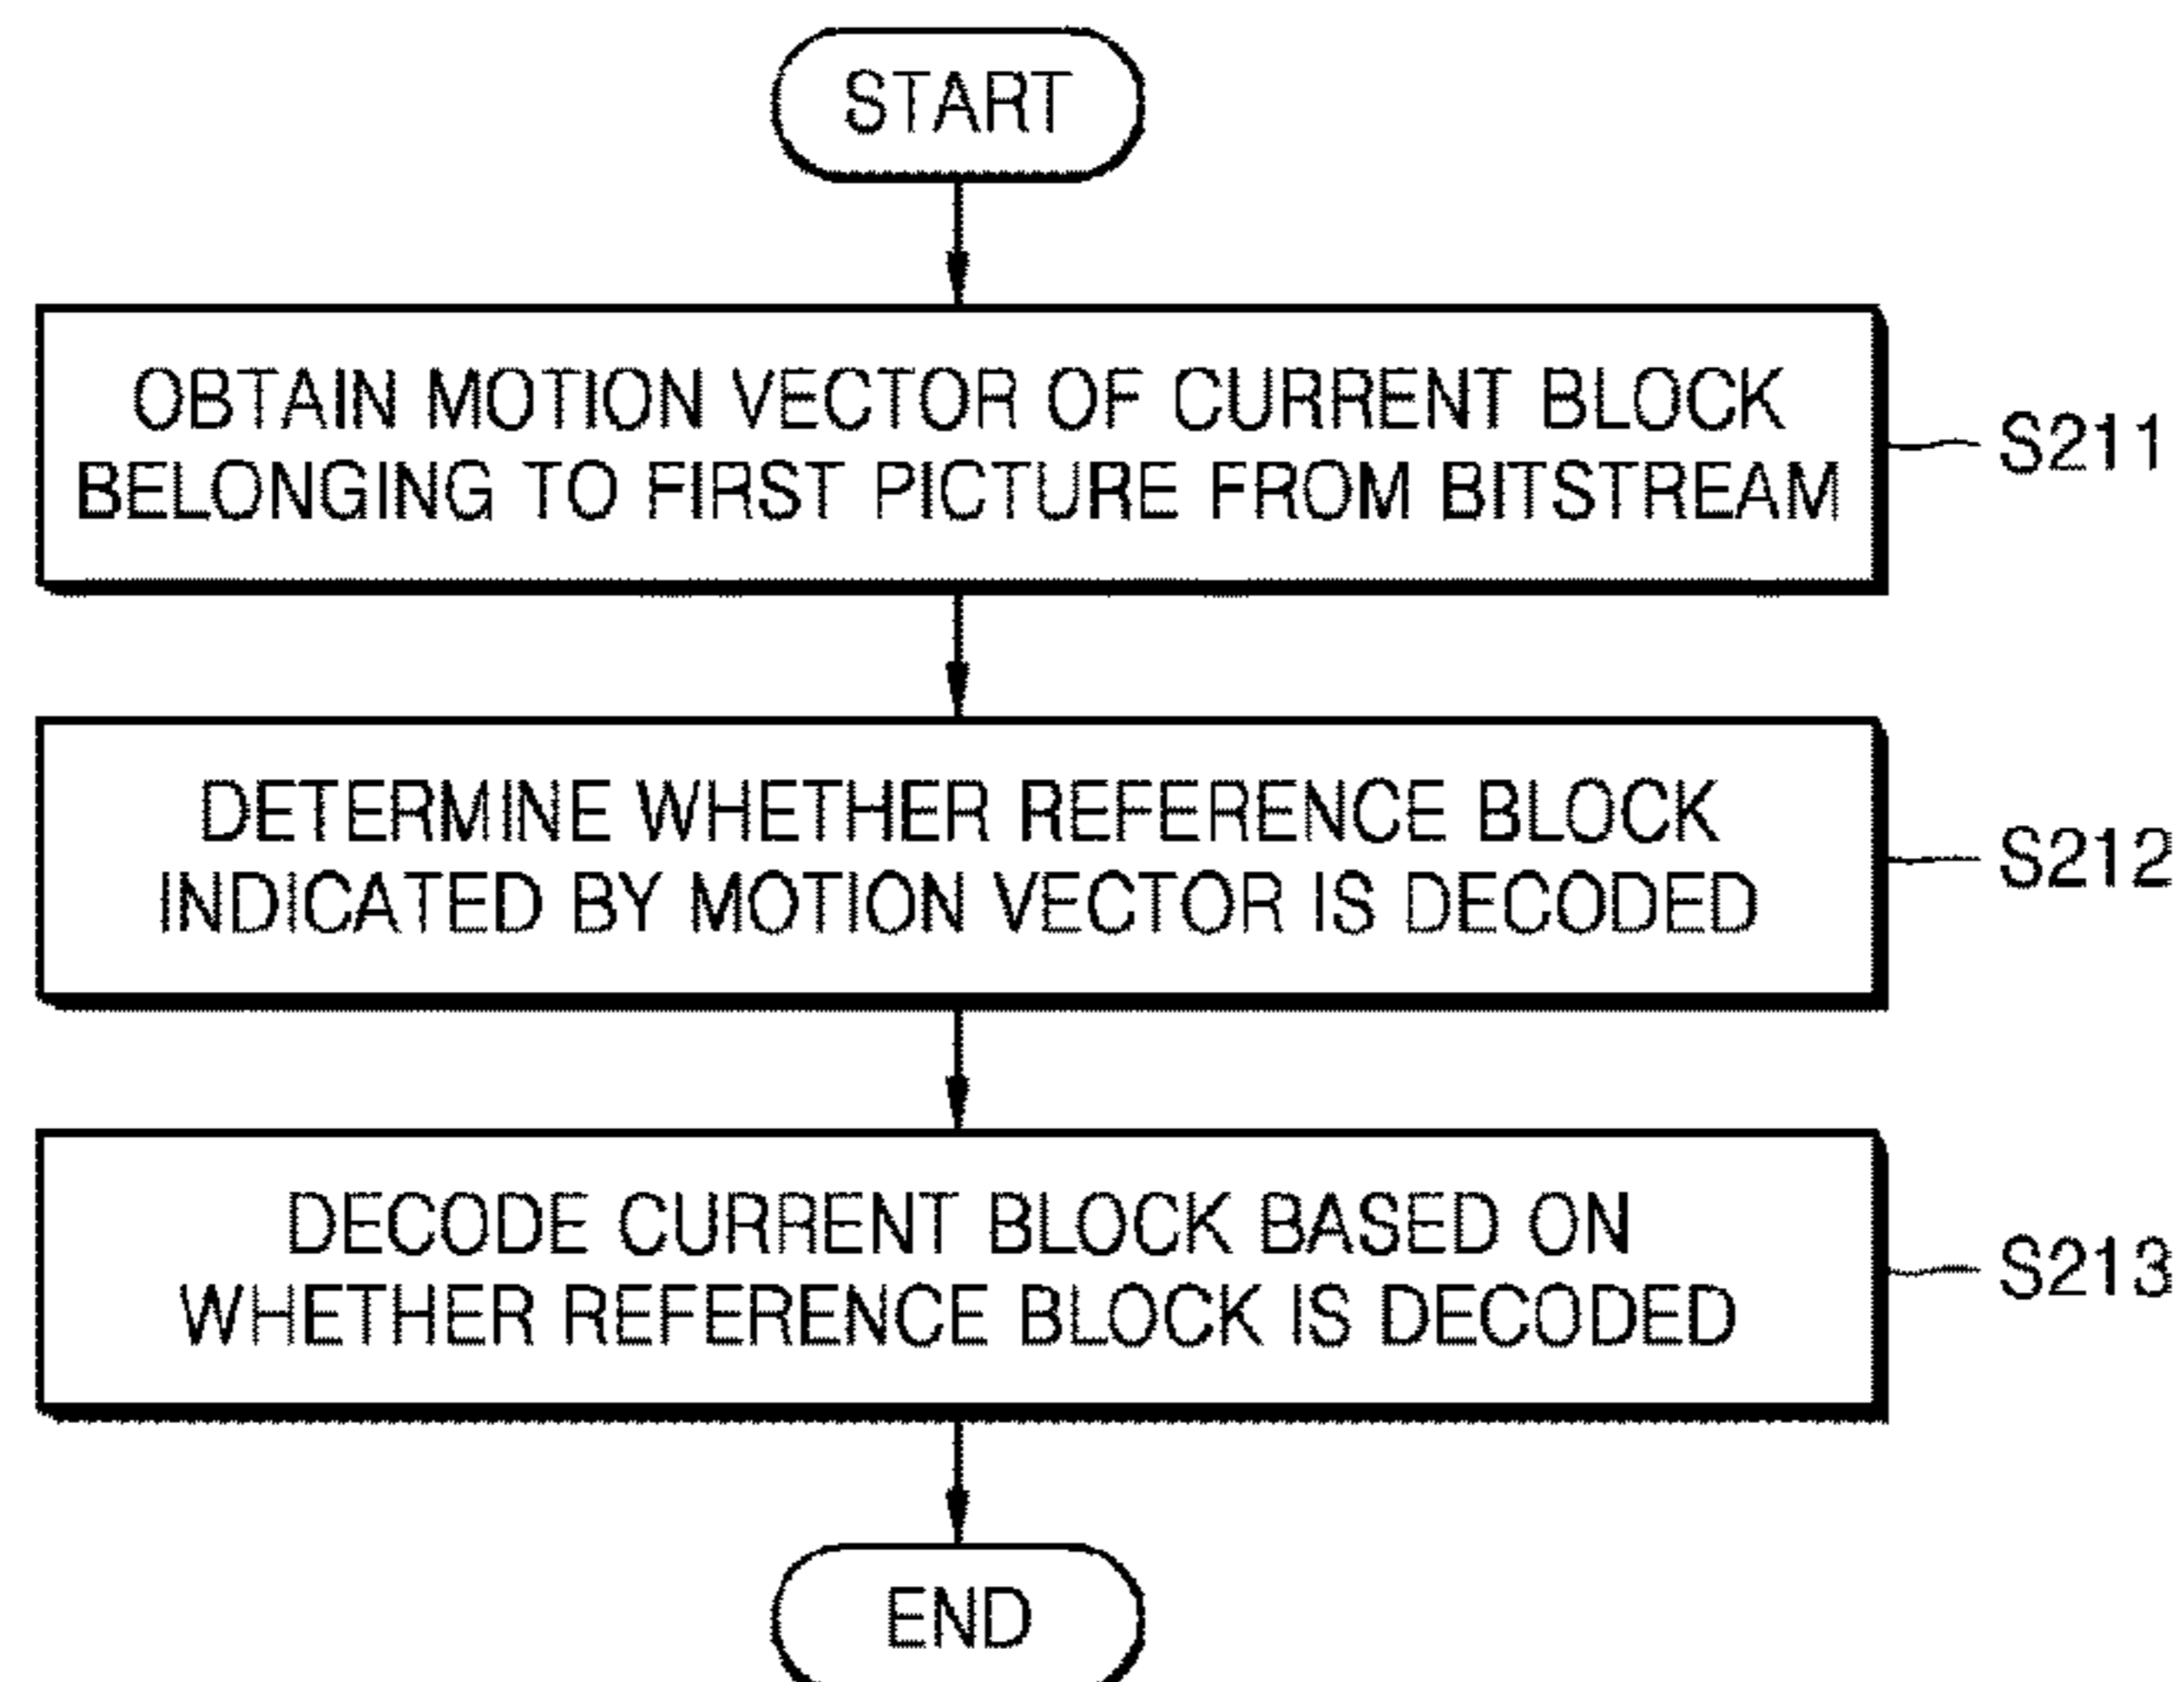 START
OBTAIN MOTION VECTOR OF CURRENT BLOCK
BELONGING TO FIRST PICTURE FROM BITSTREAM
S211
DETERMINE WHETHER REFERENCE BLOCK
INDICATED BY MOTION VECTOR IS DECODED
S212
DECODE CURRENT BLOCK BASED ON
WHETHER REFERENCE BLOCK IS DECODED
S213
END